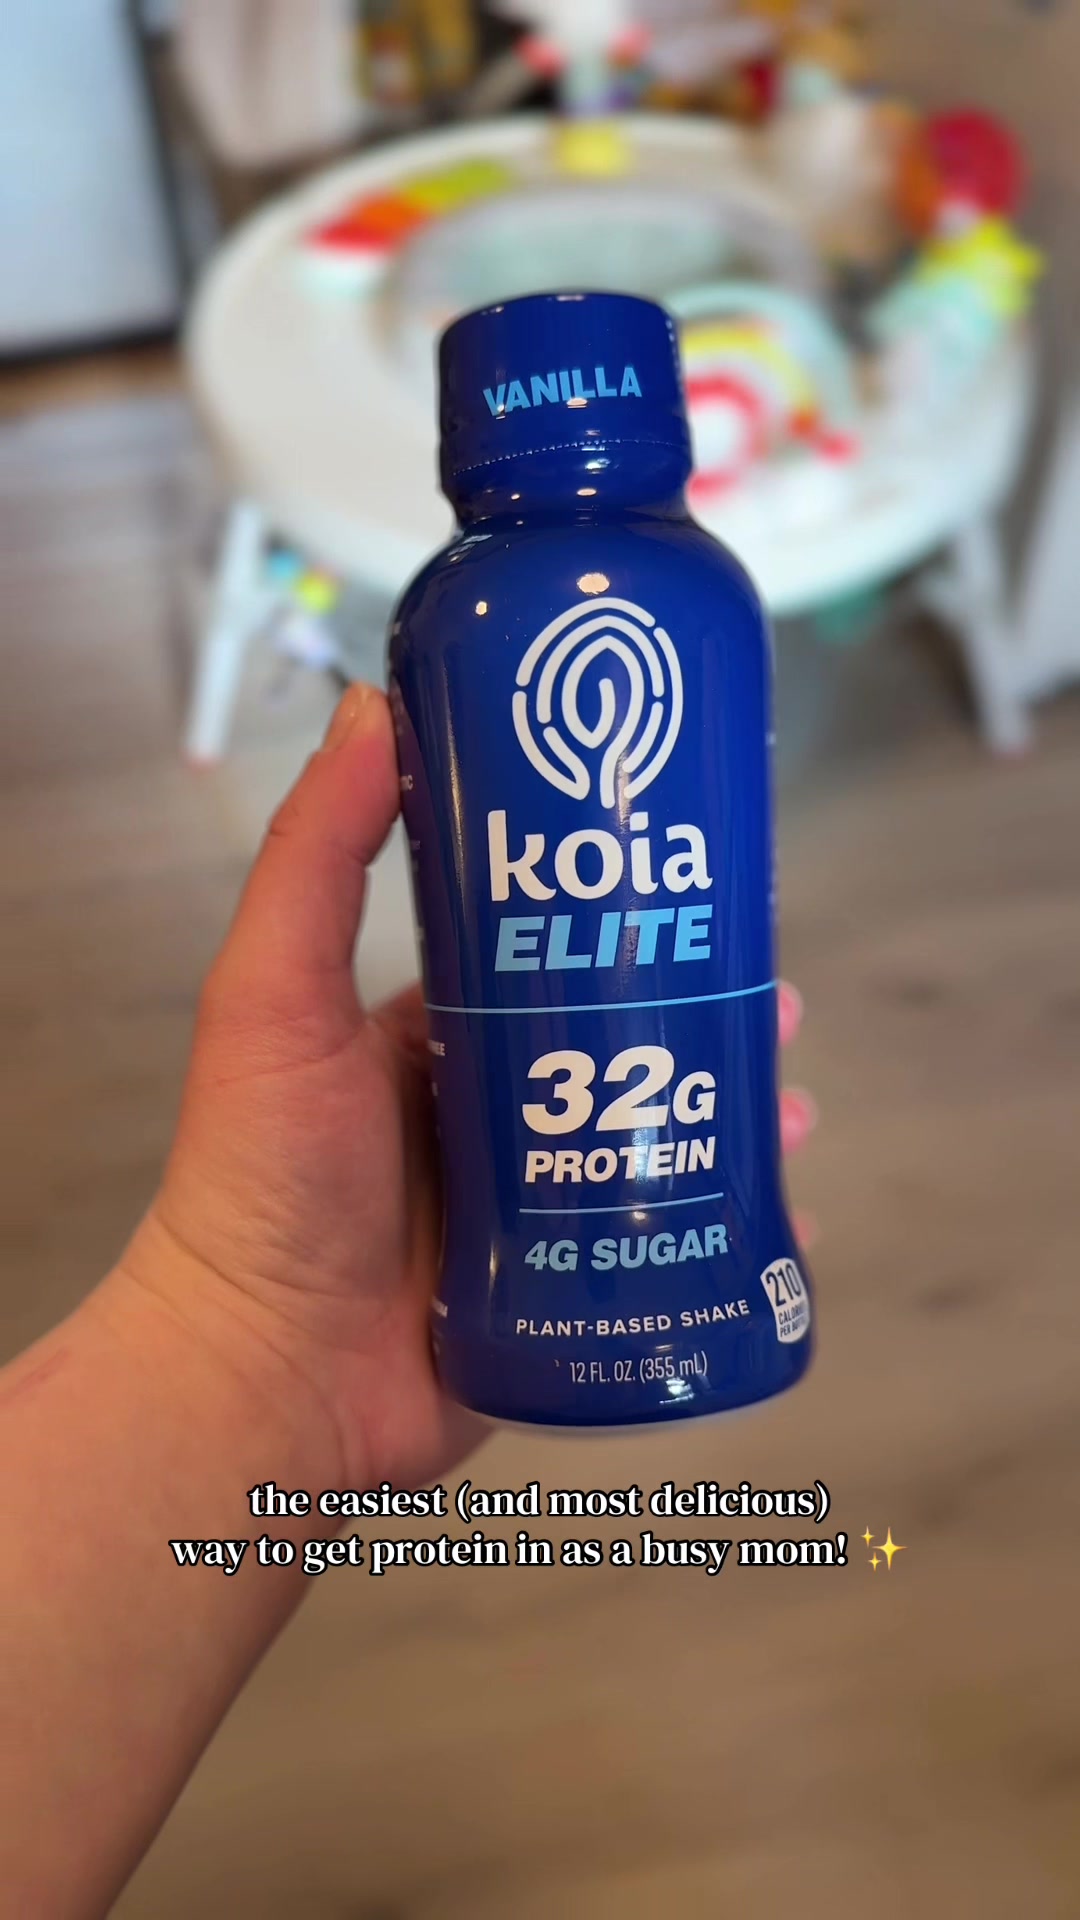 VANILLA
koia
ELITE
32G
PROTEIN
4G SUGAR
210
CALORIES
PLANT-BASED SHAKE
12 FL. OZ. (355 mL)
the easiest (and most delicious)
way to get protein in as a busy mom! ✨